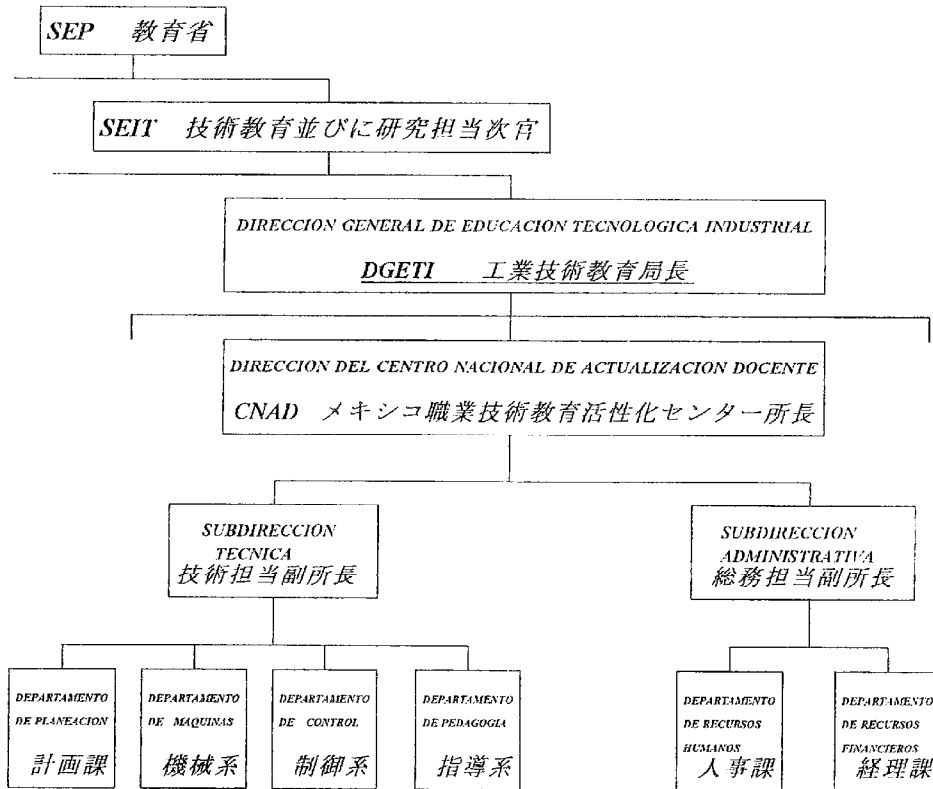 SEP 教育省
SEIT 技術教育並びに研究担当次官
DIRECCION GENERAL DE EDUCACION TECNOLOGICA INDUSTRIAL
DGETI 工業技術教育局長
DIRECCION DEL CENTRO NACIONAL DE ACTUALIZACION DOCENTE
CNAD メキシコ職業技術教育活性化センター所長
SUBDIRECCION
TECNICA
技術担当副所長
SUBDIRECCION
ADMINISTRATIVA
総務担当副所長
DEPARTAMENTO
DE PLANEACION
計画課
DEPARTAMENTO
DE MAQUINAS
機械系
DEPARTAMENTO
DE CONTROL
制御系
DEPARTAMENTO
DE PEDAGOGIA
指導系
DEPARTAMENTO
DE RECURSOS
HUMANOS
人事課
DEPARTAMENTO
DE RECURSOS
FINANCIEROS
経理課